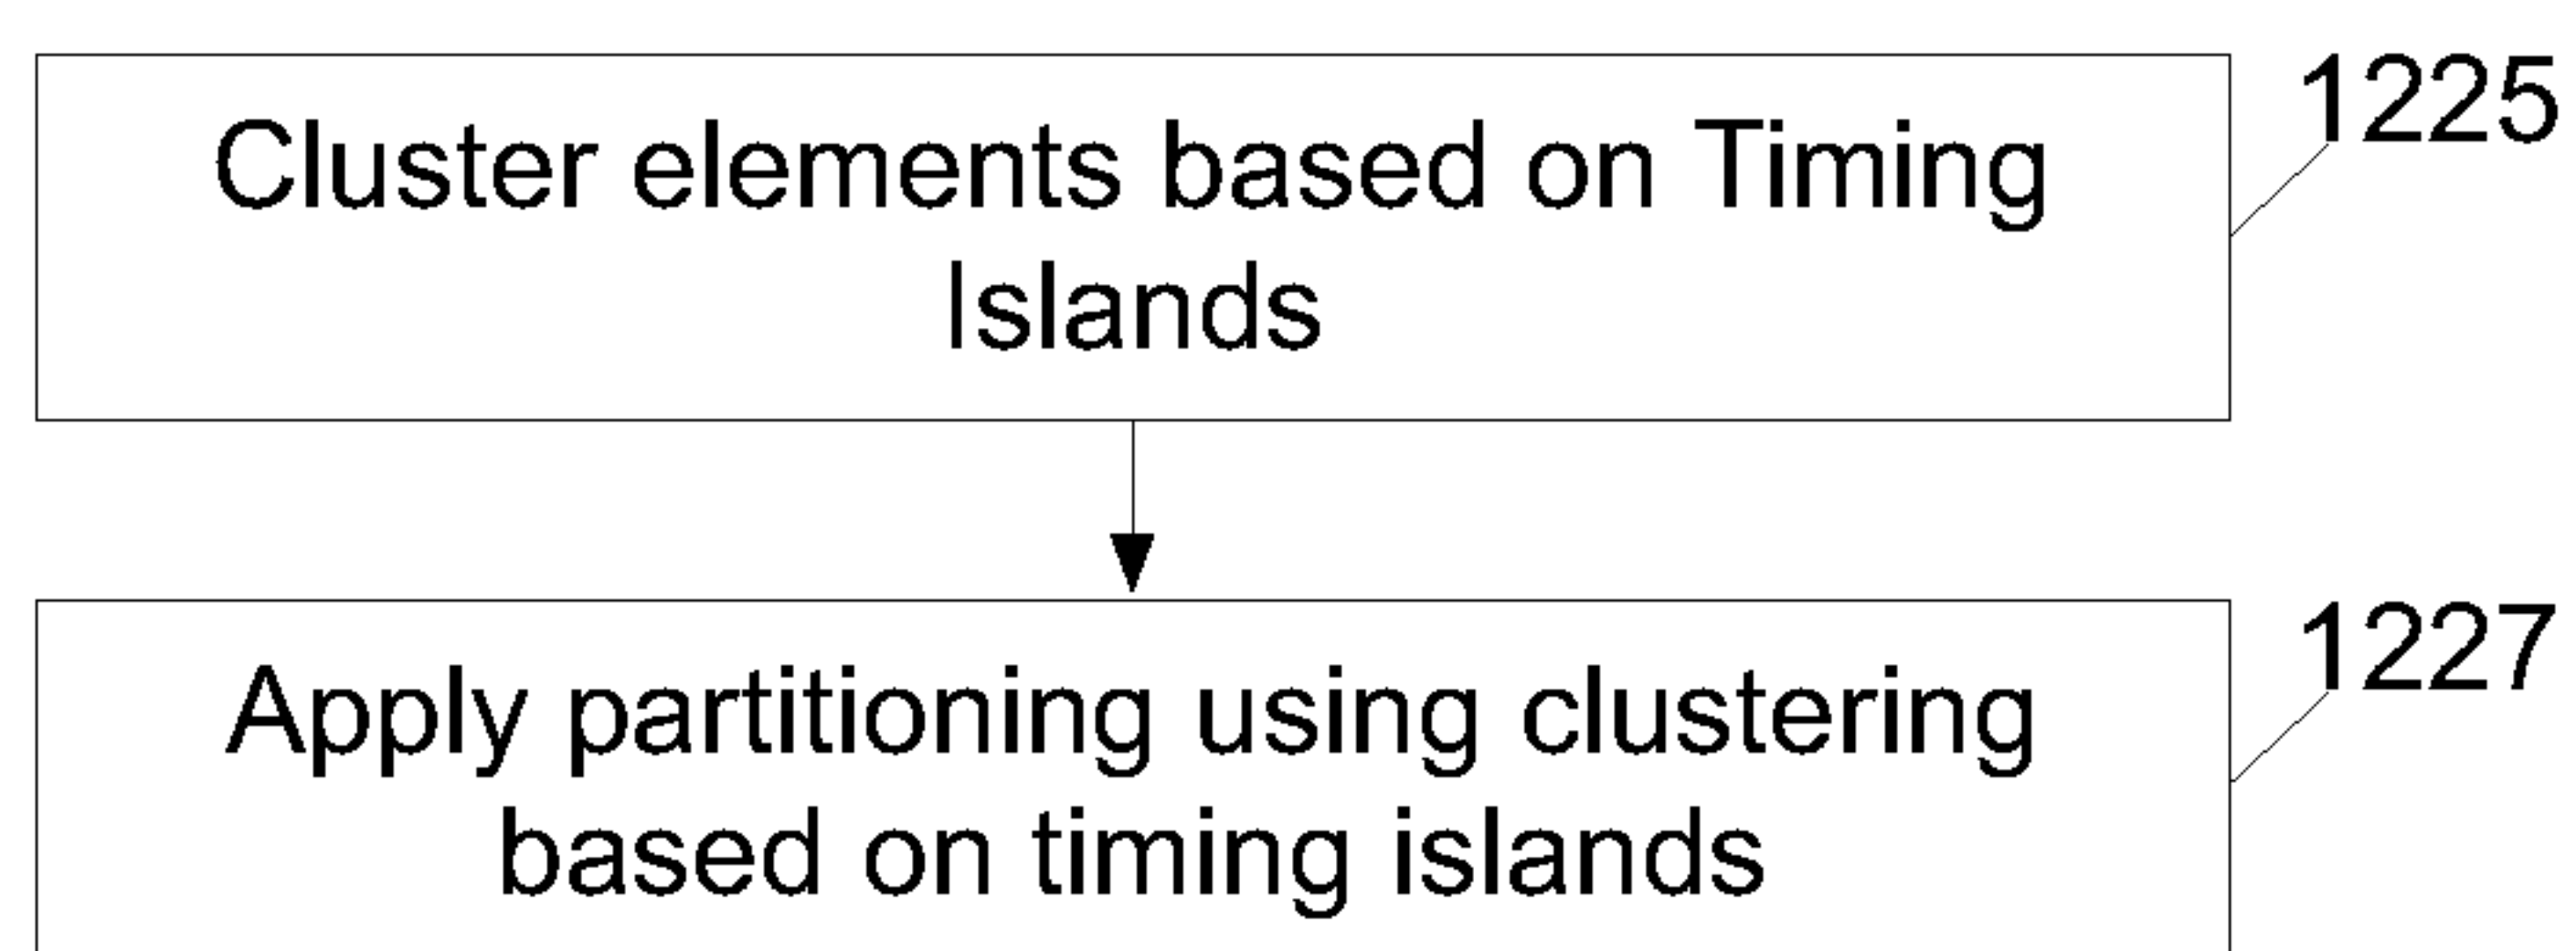 Cluster elements based on Timing
Islands
1225
Apply partitioning using clustering
based on timing islands
1227